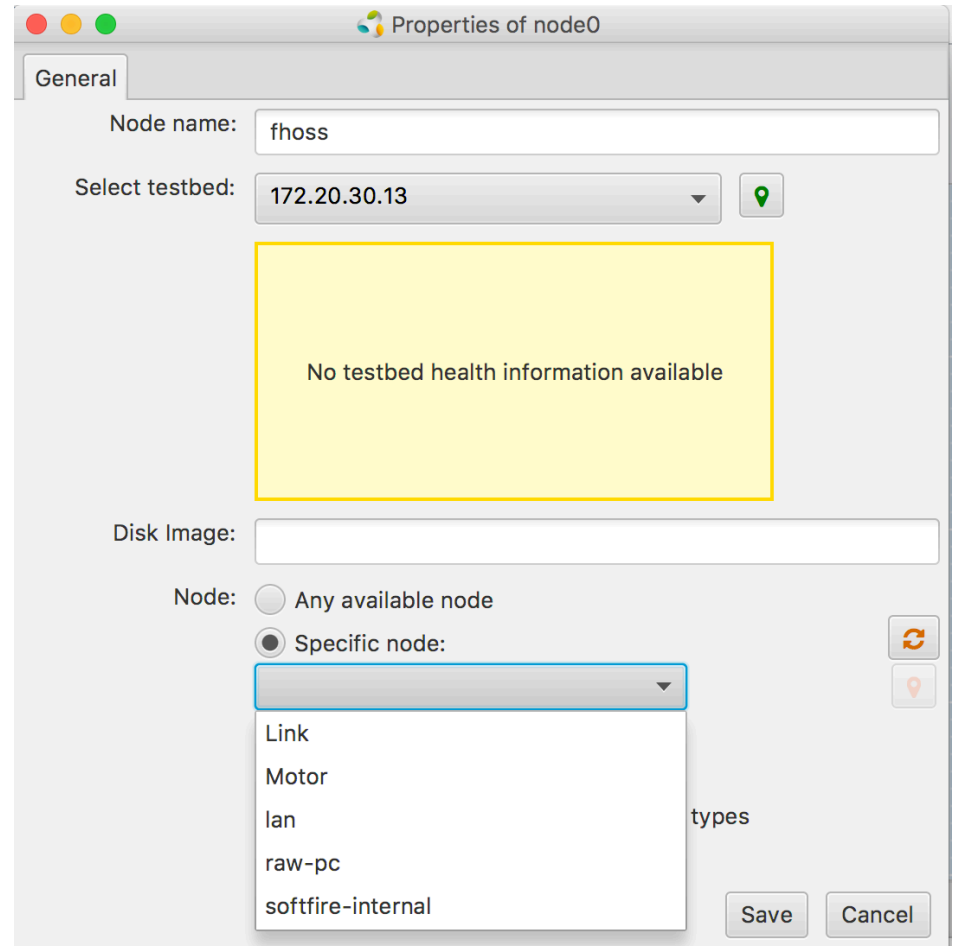 Properties of node0
General
Node name:
fhoss
Select testbed:
172.20.30.13
No testbed health information available
Disk Image:
Node:
Any available node
Specific node:
Link
Motor
lan
types
raw-pc
softfire-internal
Save
Cancel